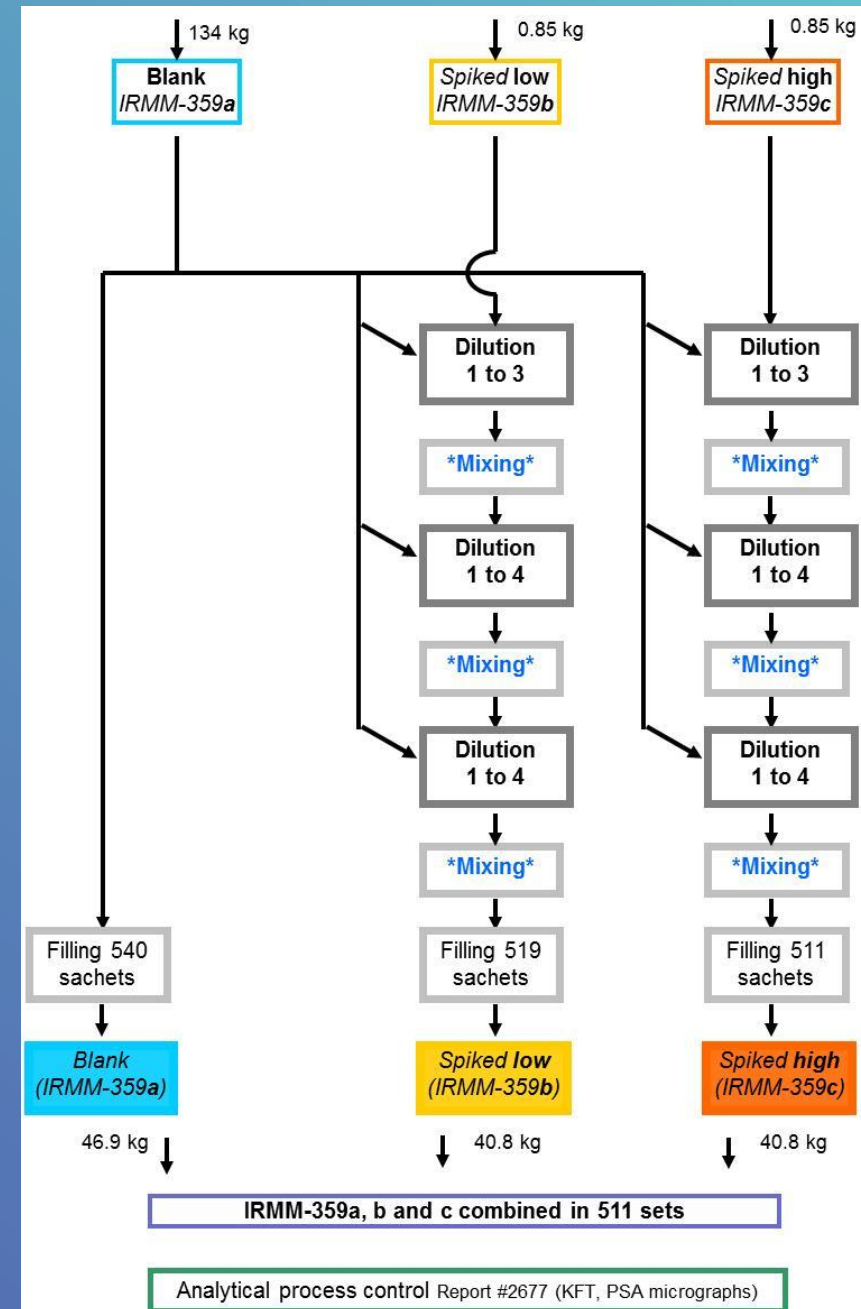 134 kg
0.85 kg
0.85 kg
Blank
IRMM-359a
Spiked low
IRMM-359b
Spiked high
IRMM-359c
Dilution
1 to 3
Dilution
1 to 3
*Mixing*
*Mixing*
Dilution
1 to 4
Dilution
1 to 4
*Mixing*
*Mixing*
Dilution
1 to 4
Dilution
1 to 4
*Mixing*
*Mixing*
Filling 540
sachets
Filling 519
sachets
Filling 511
sachets
Blank
(IRMM-359a)
Spiked low
(IRMM-359b)
Spiked high
(IRMM-359c)
46.9 kg
40.8 kg
40.8 kg
IRMM-359a, b and c combined in 511 sets
Analytical process control Report #2677 (KFT, PSA micrographs)